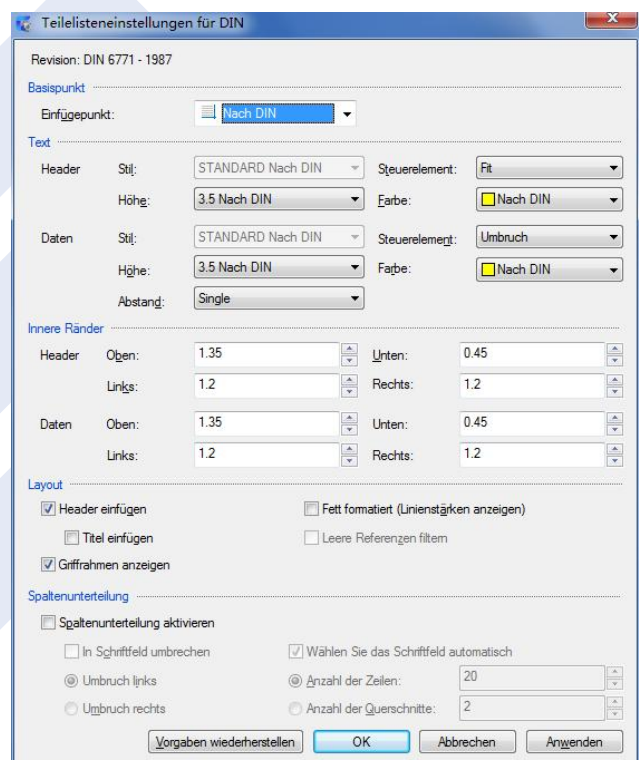 Teilelisteneinstellungen für DIN
Revision: DIN 6771 - 1987
Basispunkt
Einfügepunkt: Nach DIN
Text
Header Stil: STANDARD Nach DIN Steuerelement: Fit
Höhe: 3.5 Nach DIN Farbe: Nach DIN
Daten Stil: STANDARD Nach DIN Steuerelement: Umbruch
Höhe: 3.5 Nach DIN Farbe: Nach DIN
Abstand: Single
Innere Ränder
Header Oben: 1.35 Unten: 0.45
Links: 1.2 Rechts: 1.2
Daten Oben: 1.35 Unten: 0.45
Links: 1.2 Rechts: 1.2
Layout
Header einfügen Fett formatiert (Linienstärken anzeigen)
Titel einfügen Leere Referenzen filtern
Griffrahmen anzeigen
Spaltenunterteilung
Spaltenunterteilung aktivieren
In Schriftfeld umbrechen Wählen Sie das Schriftfeld automatisch
Umbruch links Anzahl der Zeilen: 20
Umbruch rechts Anzahl der Querschnitte: 2
Vorgaben wiederherstellen OK Abbrechen Anwenden